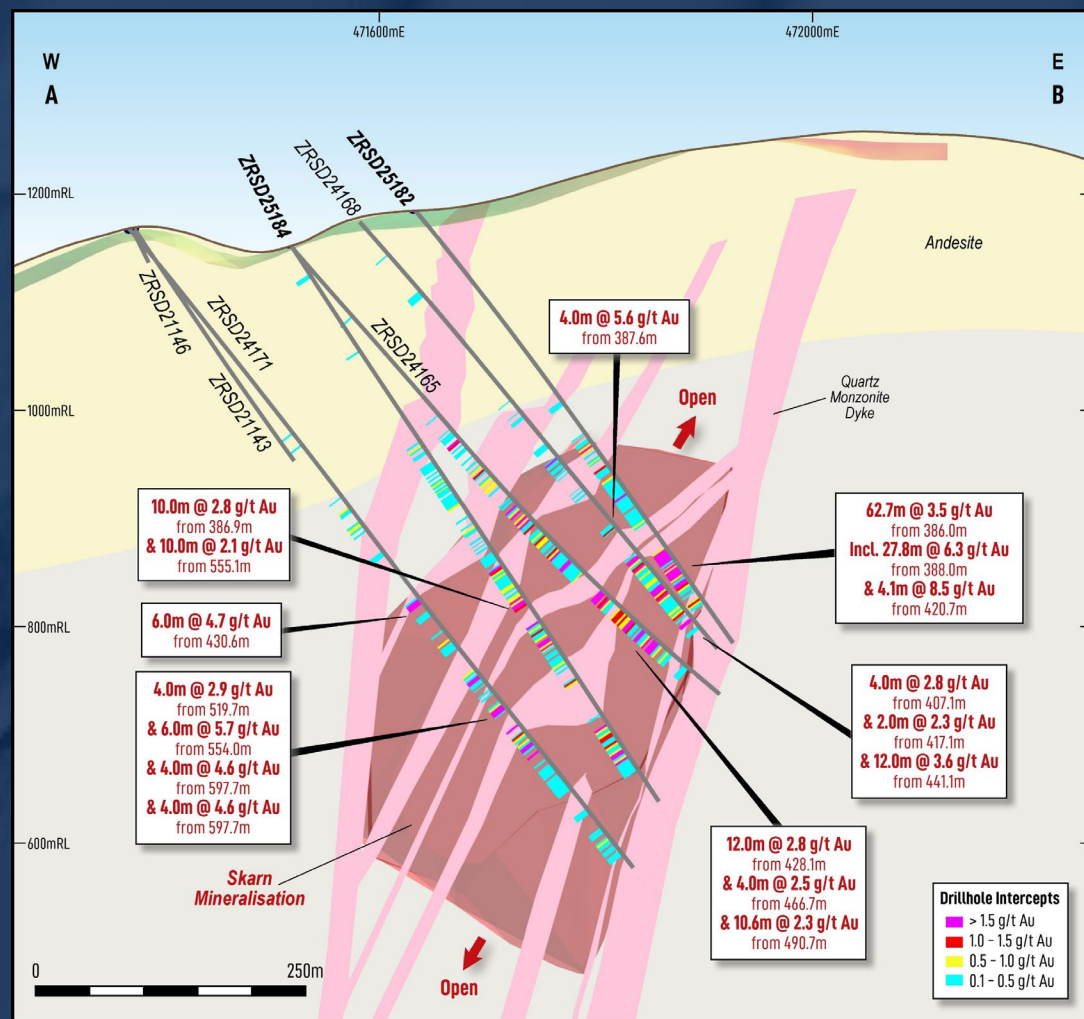 471600mE
472000mE
W
A
E
B
1200mRL
1000mRL
800mRL
600mRL
ZRSD25184
ZRSD24168
ZRSD25182
ZRSD21146
ZRSD24171
ZRSD21143
ZRSD24165
Andesite
Quartz
Monzonite
Dyke
4.0m @ 5.6 g/t Au
from 387.6m
Open
10.0m @ 2.8 g/t Au
from 386.9m
& 10.0m @ 2.1 g/t Au
from 555.1m
62.7m @ 3.5 g/t Au
from 386.0m
Incl. 27.8m @ 6.3 g/t Au
from 388.0m
& 4.1m @ 8.5 g/t Au
from 420.7m
6.0m @ 4.7 g/t Au
from 430.6m
4.0m @ 2.9 g/t Au
from 519.7m
& 6.0m @ 5.7 g/t Au
from 554.0m
& 4.0m @ 4.6 g/t Au
from 597.7m
& 4.0m @ 4.6 g/t Au
from 597.7m
4.0m @ 2.8 g/t Au
from 407.1m
& 2.0m @ 2.3 g/t Au
from 417.1m
& 12.0m @ 3.6 g/t Au
from 441.1m
12.0m @ 2.8 g/t Au
from 428.1m
& 4.0m @ 2.5 g/t Au
from 466.7m
& 10.6m @ 2.3 g/t Au
from 490.7m
Skarn
Mineralisation
Open
0
250m
Drillhole Intercepts
> 1.5 g/t Au
1.0 - 1.5 g/t Au
0.5 - 1.0 g/t Au
0.1 - 0.5 g/t Au